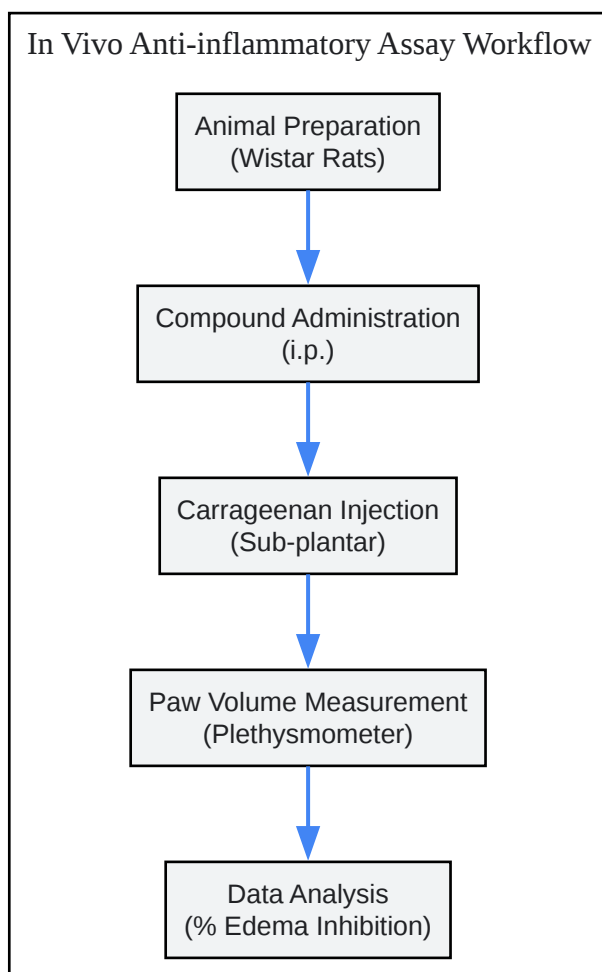 In Vivo Anti-inflammatory Assay Workflow
Animal Preparation
(Wistar Rats)
Compound Administration
(i.p.)
Carrageenan Injection
(Sub-plantar)
Paw Volume Measurement
(Plethysmometer)
Data Analysis
(% Edema Inhibition)